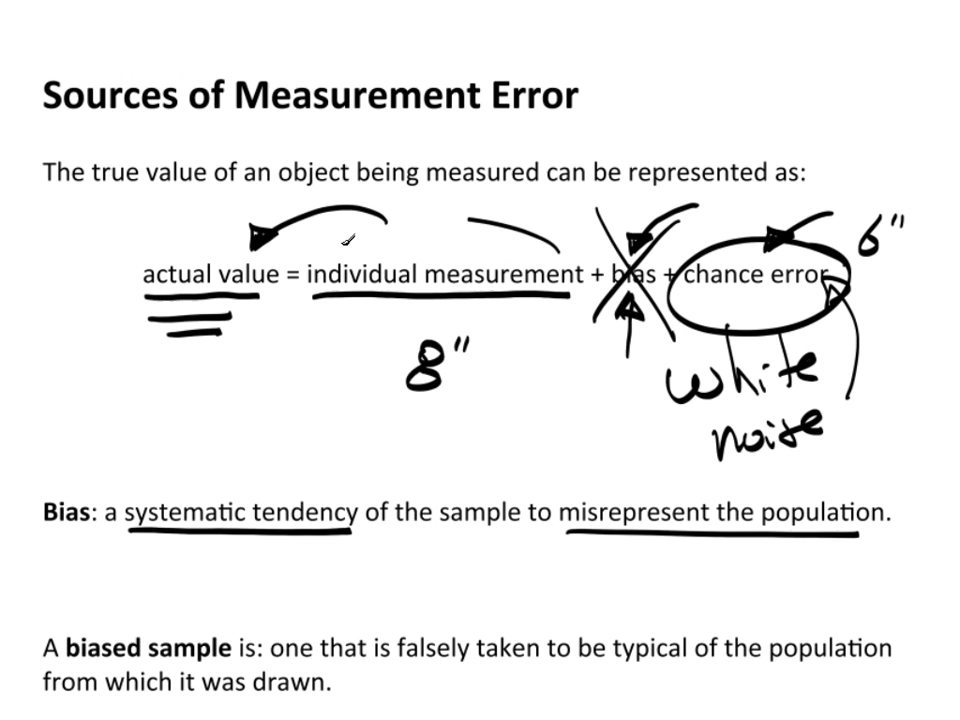 Sources of Measurement Error
The true value of an object being measured can be represented as:
6"
actual value = individual measurement + bias + chance error
8"
white
noise
Bias: a systematic tendency of the sample to misrepresent the population.
A biased sample is: one that is falsely taken to be typical of the population
from which it was drawn.